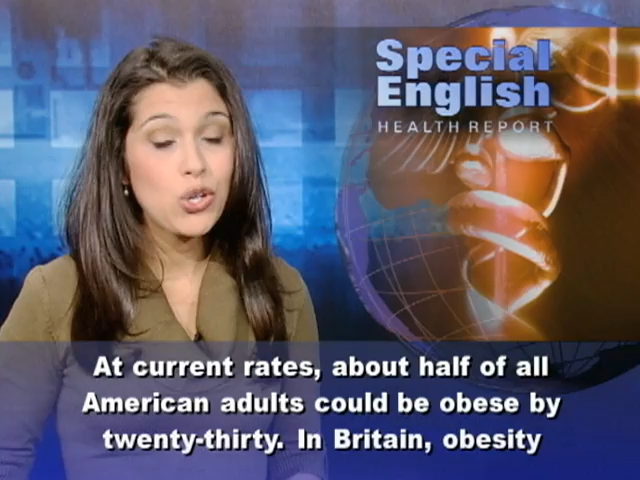 Special
English
HEALTH REPORT
At current rates, about half of all
American adults could be obese by
twenty-thirty. In Britain, obesity